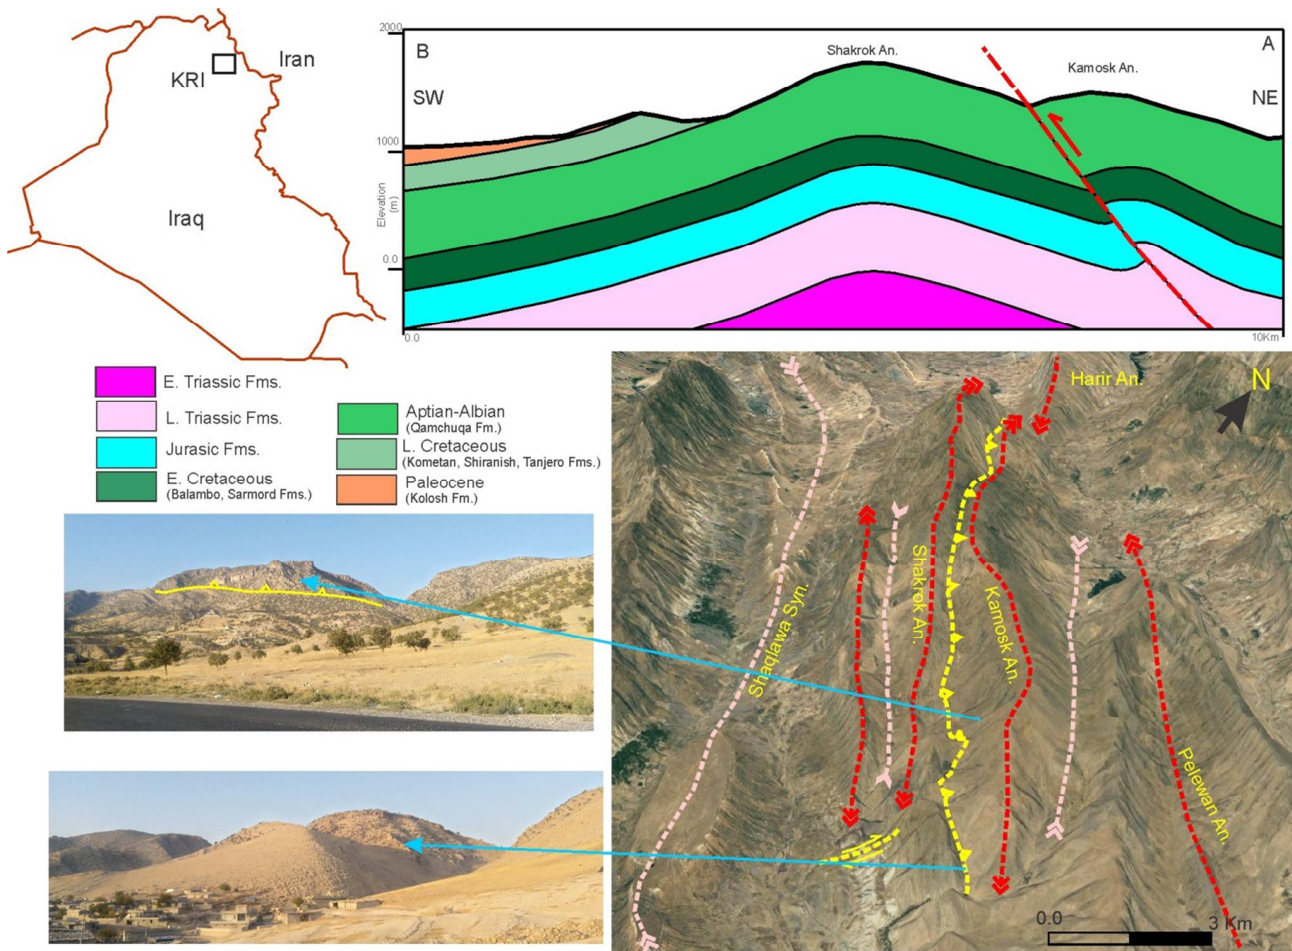 Iran
KRI
Iraq
2000
B
Shakrok An.
A
Kamosk An.
SW
NE
1000
Elevation
(m)
0.0
0.0
10Km
E. Triassic Fms.
L. Triassic Fms.
Jurasic Fms.
E. Cretaceous
(Balambo, Sarmord Fms.)
Aptian-Albian
(Qamchuqa Fm.)
L. Cretaceous
(Kometan, Shiranish, Tanjero Fms.)
Paleocene
(Kolosh Fm.)
Harir An.
N
Shaqlawa Syn.
Shakrok An.
Kamosk An.
Pelewan An.
0.0
3 Km